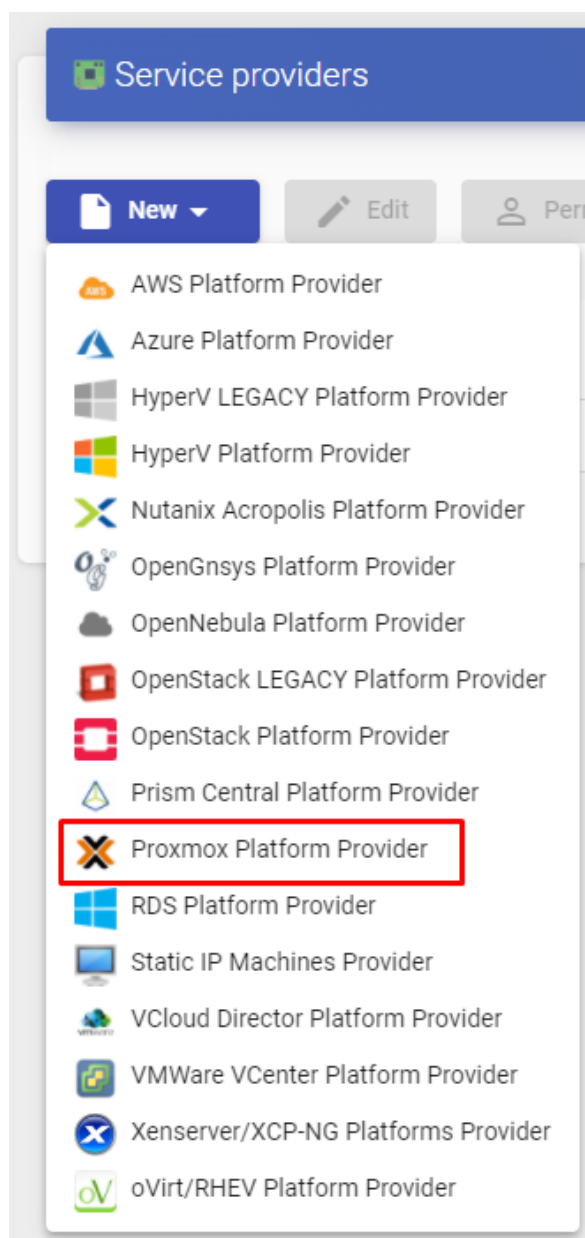 Service providers
New
Edit
AWS Platform Provider
Azure Platform Provider
HyperV LEGACY Platform Provider
HyperV Platform Provider
Nutanix Acropolis Platform Provider
OpenGnsys Platform Provider
OpenNebula Platform Provider
OpenStack LEGACY Platform Provider
OpenStack Platform Provider
Prism Central Platform Provider
Proxmox Platform Provider
RDS Platform Provider
Static IP Machines Provider
VCloud Director Platform Provider
VMWare VCenter Platform Provider
Xenserver/XCP-NG Platforms Provider
oVirt/RHEV Platform Provider